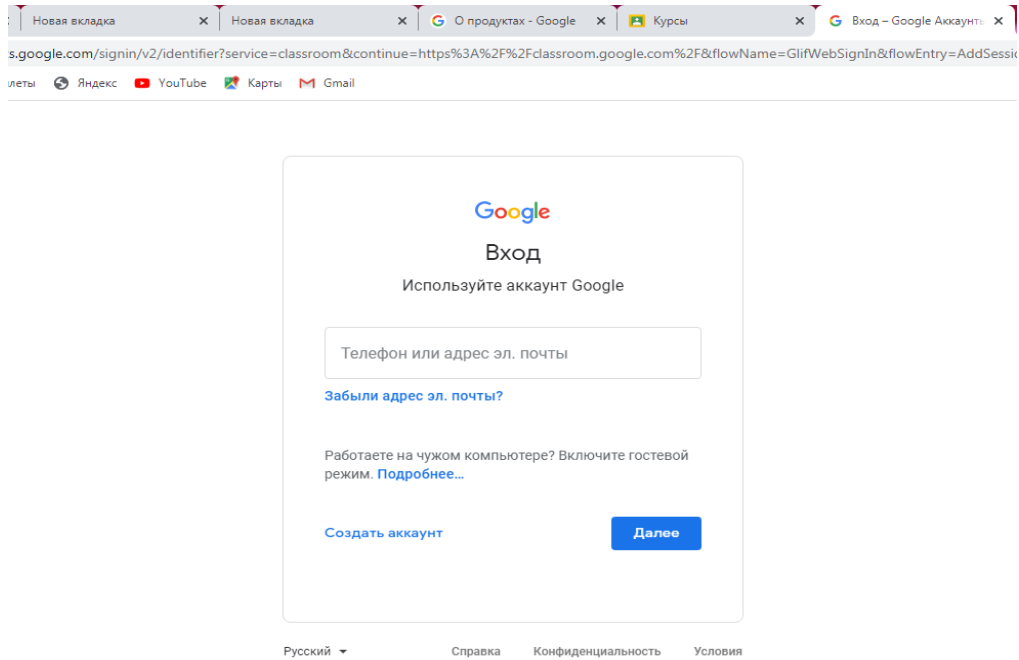 Новая вкладка
Новая вкладка
О продуктах - Google
Курсы
Вход – Google Аккаунты
s.google.com/signin/v2/identifier?service=classroom&continue=https%3A%2F%2Fclassroom.google.com%2F&flowName=GlifWebSignIn&flowEntry=AddSessio
Яндекс
YouTube
Карты
Gmail
Google
Вход
Используйте аккаунт Google
Телефон или адрес эл. почты
Забыли адрес эл. почты?
Работаете на чужом компьютере? Включите гостевой
режим. Подробнее...
Создать аккаунт
Далее
Русский
Справка
Конфиденциальность
Условия